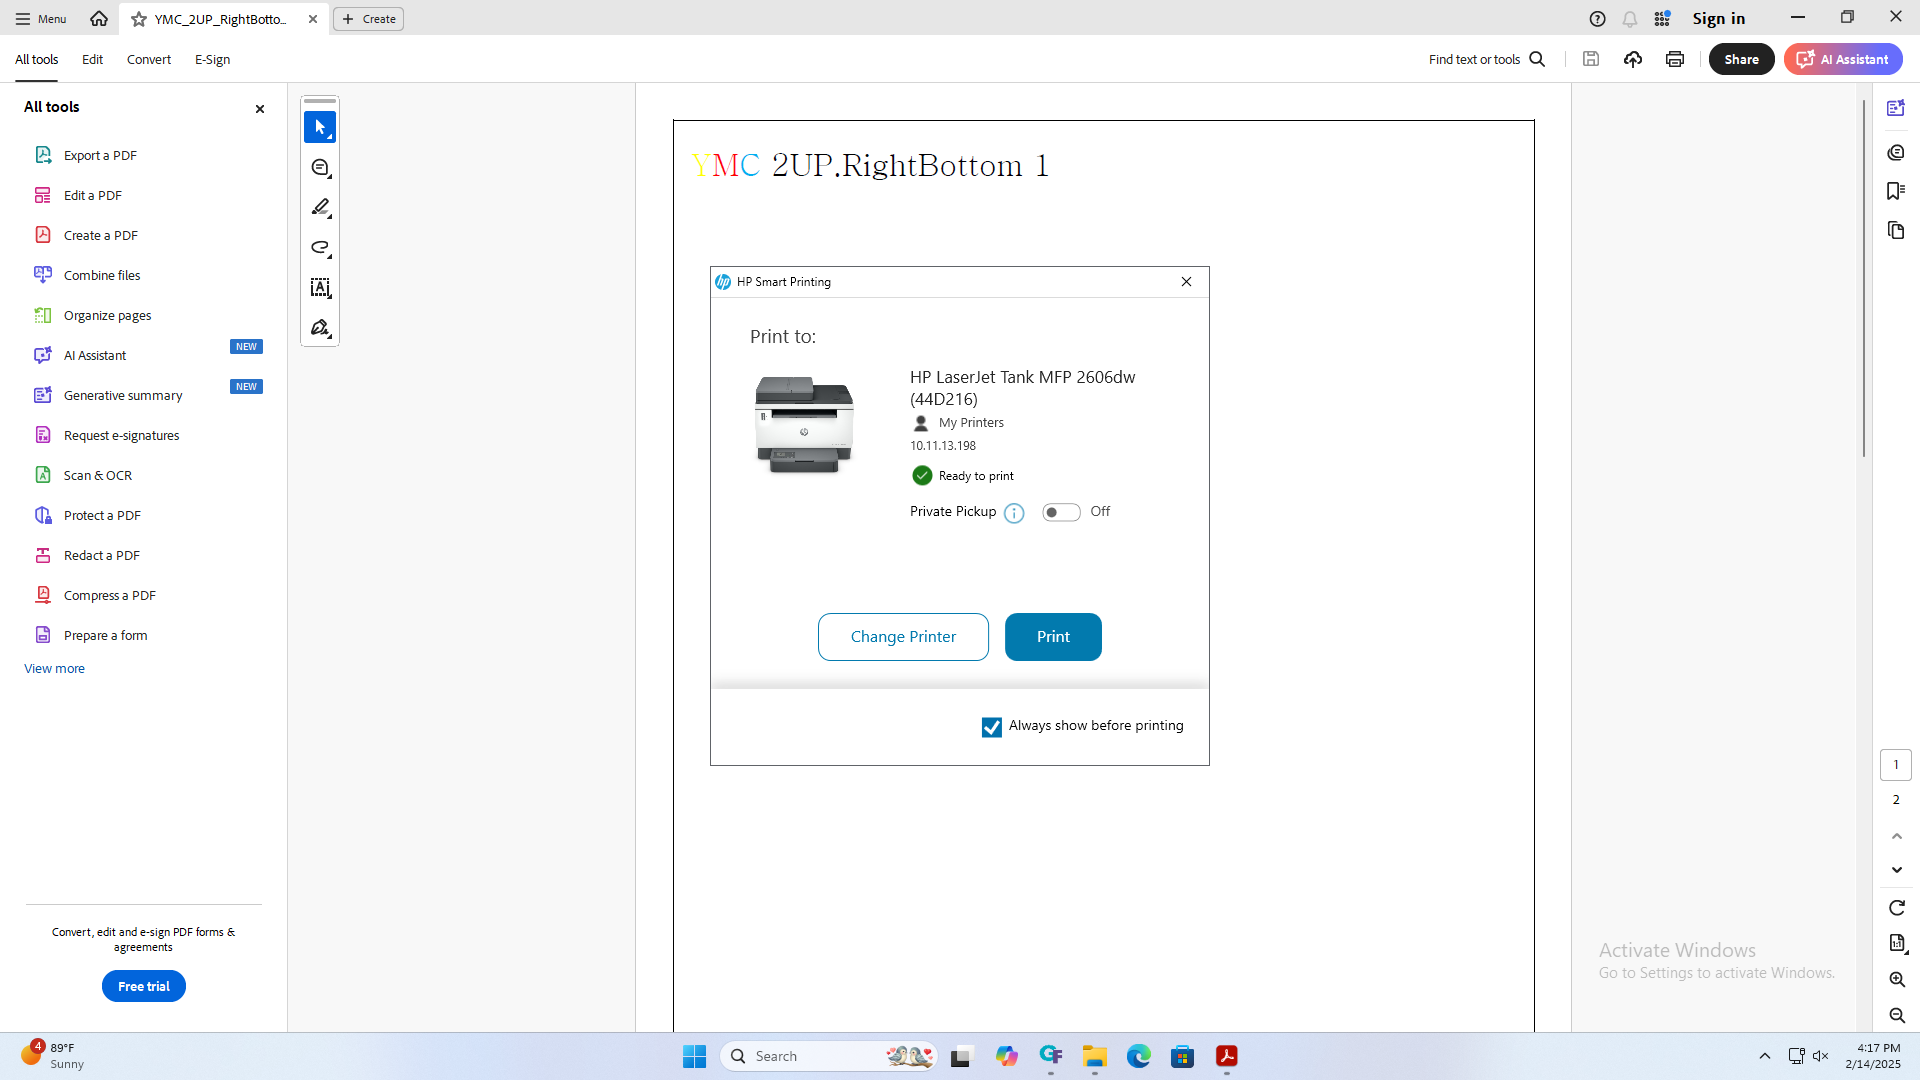 Menu
YMC_2UP_RightBotto...
Create
Sign in
All tools
Edit
Convert
E-Sign
Find text or tools
Share
AI Assistant
All tools
Export a PDF
Edit a PDF
Create a PDF
Combine files
Organize pages
AI Assistant
NEW
Generative summary
NEW
Request e-signatures
Scan & OCR
Protect a PDF
Redact a PDF
Compress a PDF
Prepare a form
View more
Convert, edit and e-sign PDF forms &
agreements
Free trial
YMC 2UP.RightBottom 1
hp
HP Smart Printing
Print to:
HP LaserJet Tank MFP 2606dw
(44D216)
My Printers
10.11.13.198
Ready to print
Private Pickup
Off
Change Printer
Print
Always show before printing
1
2
Activate Windows
Go to Settings to activate Windows.
4
89°F
Sunny
Search
4:17 PM
2/14/2025